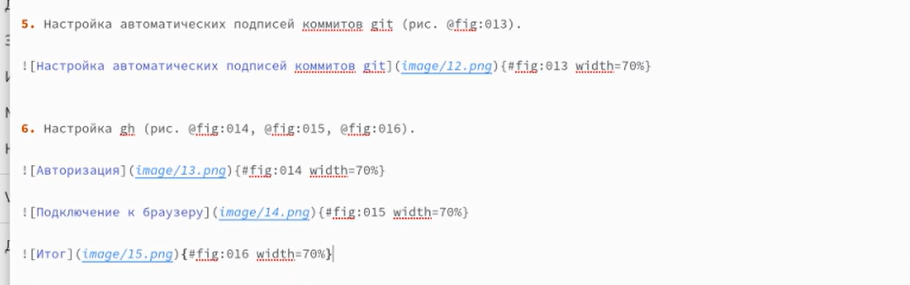 5. Настройка автоматических подписей коммитов git (рис. @fig:013).
![Настройка автоматических подписей коммитов git](image/12.png){#fig:013 width=70%}
6. Настройка gh (рис. @fig:014, @fig:015, @fig:016).
![Авторизация](image/13.png){#fig:014 width=70%}
![Подключение к браузеру](image/14.png){#fig:015 width=70%}
![Итог](image/15.png){#fig:016 width=70%}